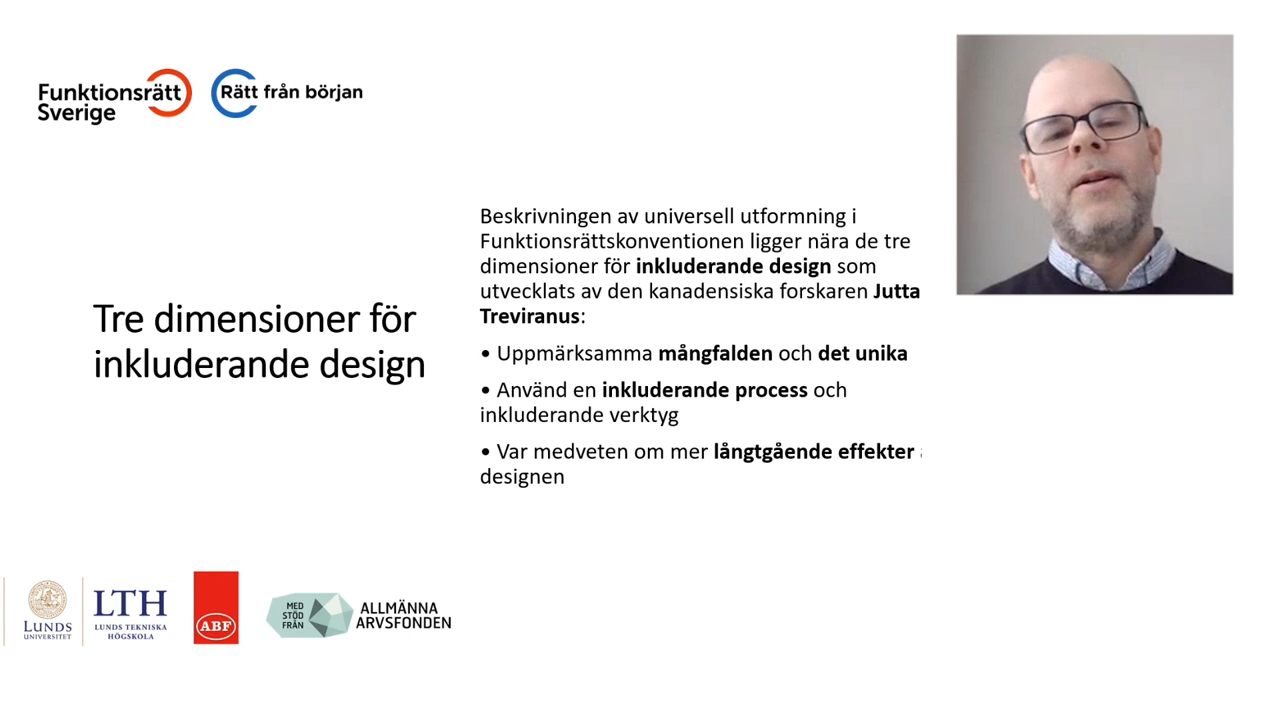 Funktionsrätt
Sverige
Rätt från början
Tre dimensioner för
inkluderande design
Beskrivningen av universell utformning i
Funktionsrättskonventionen ligger nära de tre
dimensioner för inkluderande design som
utvecklats av den kanadensiska forskaren Jutta
Treviranus:
• Uppmärksamma mångfalden och det unika
• Använd en inkluderande process och
inkluderande verktyg
• Var medveten om mer långtgående effekter
designen
LUNDS
UNIVERSITET
LTH
LUNDS TEKNISKA
HÖGSKOLA
ABF
MED
STÖD
FRÅN
ALLMÄNNA
ARVSFONDEN